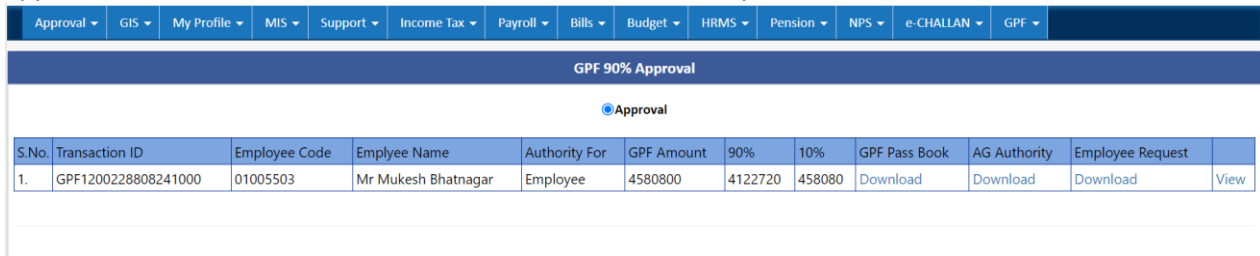 Approval GIS My Profile MIS Support Income Tax Payroll Bills Budget HRMS Pension NPS e-CHALLAN GPF
GPF 90% Approval
Approval
S.No. Transaction ID Employee Code Emplyee Name Authority For GPF Amount 90% 10% GPF Pass Book AG Authority Employee Request
1. GPF1200228808241000 01005503 Mr Mukesh Bhatnagar Employee 4580800 4122720 458080 Download Download Download View